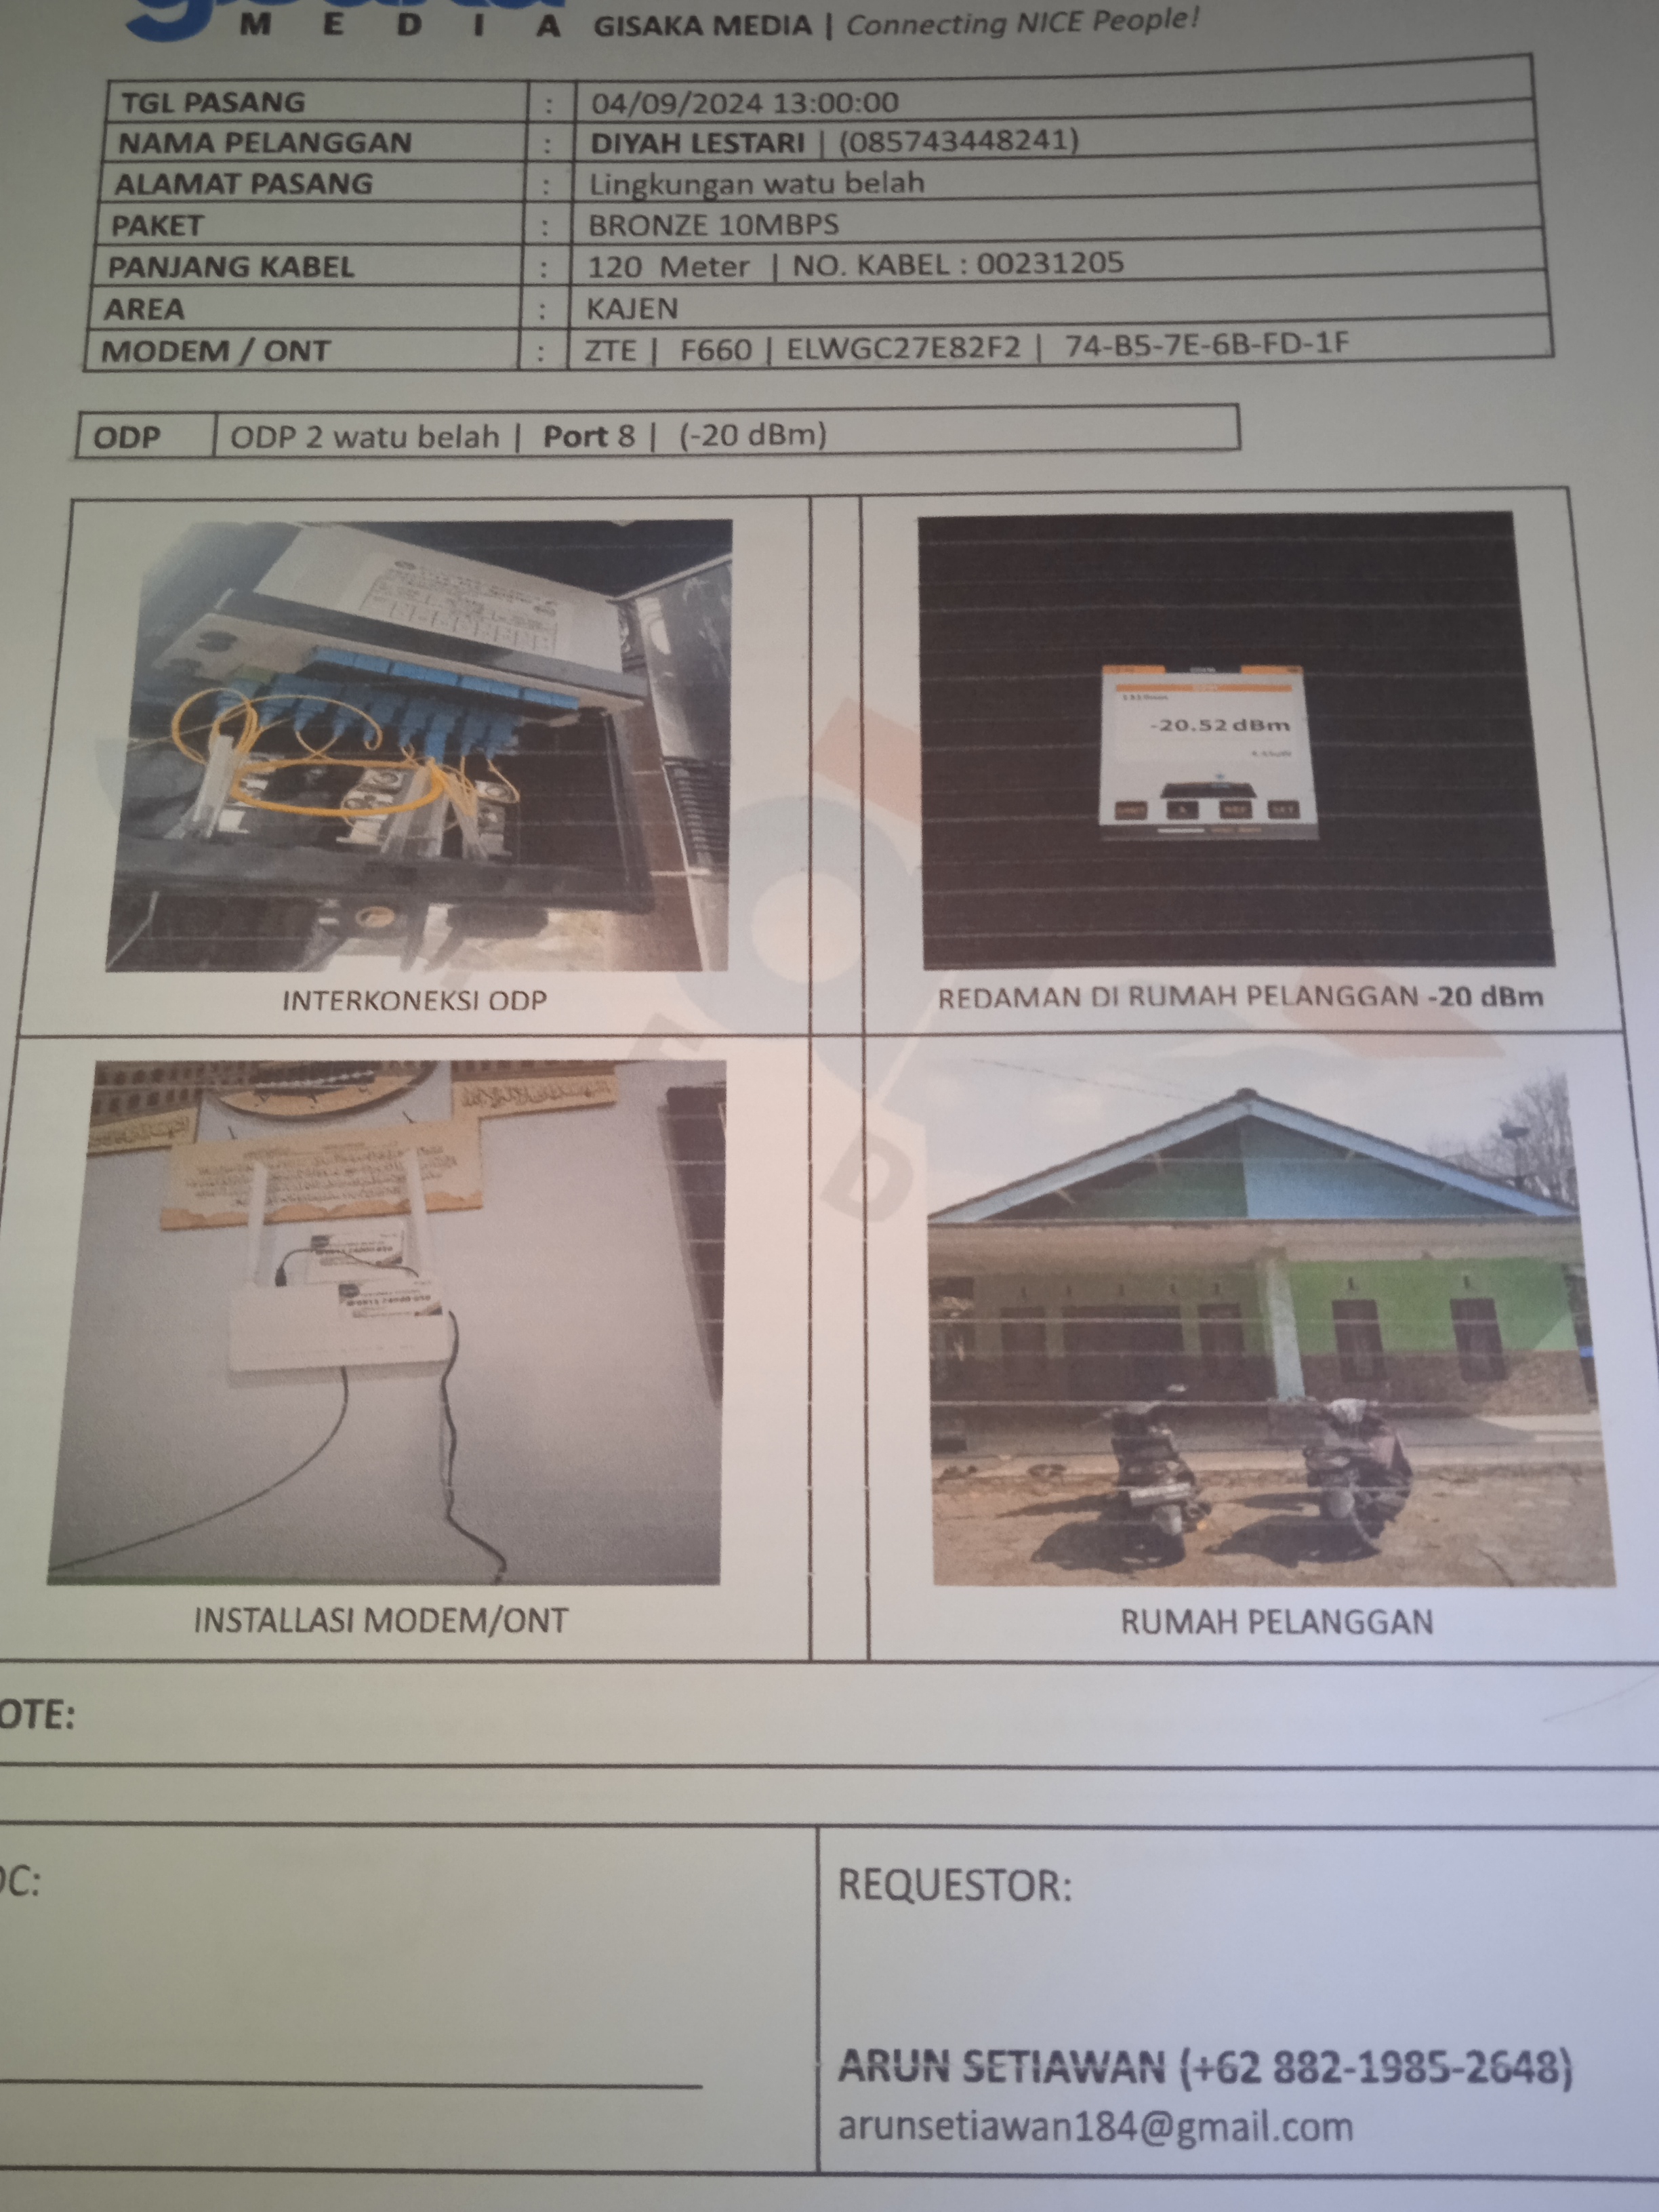 M E D I A GISAKA MEDIA | Connecting NICE People!
TGL PASANG : 04/09/2024 13:00:00
NAMA PELANGGAN : DIYAH LESTARI | (085743448241)
ALAMAT PASANG : Lingkungan watu belah
PAKET : BRONZE 10MBPS
PANJANG KABEL : 120 Meter | NO. KABEL : 00231205
AREA : KAJEN
MODEM / ONT : ZTE | F660 | ELWGC27E82F2 | 74-B5-7E-6B-FD-1F
ODP ODP 2 watu belah | Port 8 | (-20 dBm)
1310nm
-20.52 dBm
REF SET
INTERKONEKSI ODP
REDAMAN DI RUMAH PELANGGAN -20 dBm
D
INSTALLASI MODEM/ONT
RUMAH PELANGGAN
OTE:
OC:
REQUESTOR:
ARUN SETIAWAN (+62 882-1985-2648)
arunsetiawan184@gmail.com